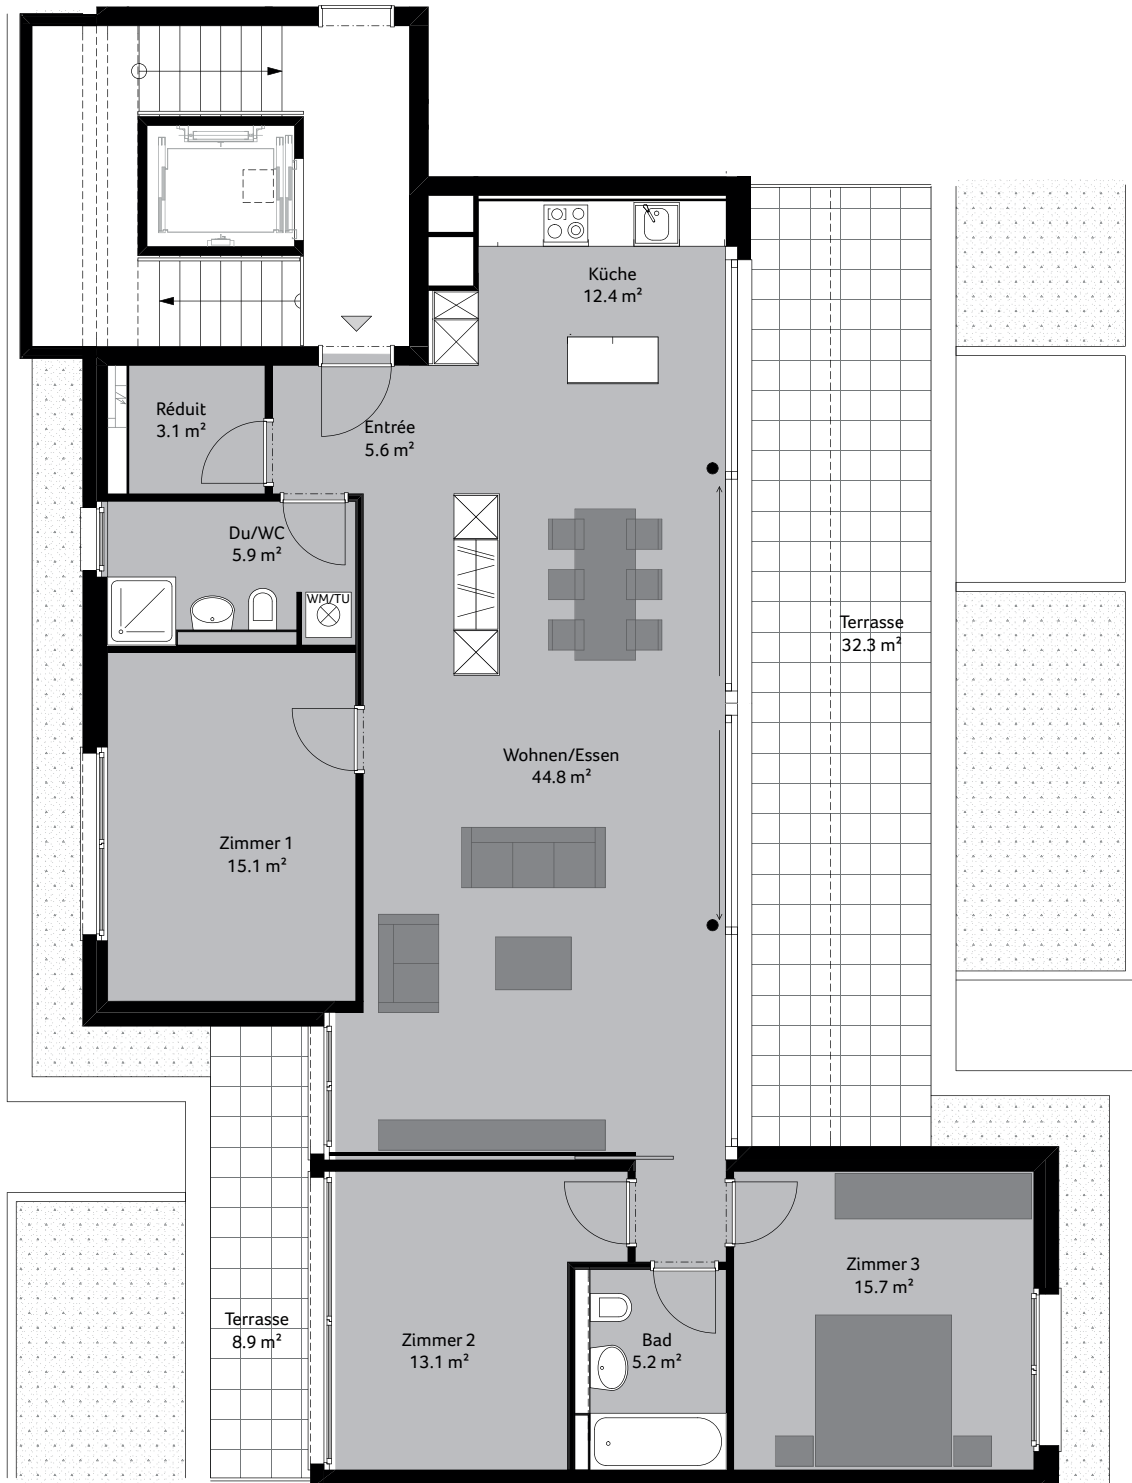 Küche
12.4 m²
Réduit
3.1 m²
Entrée
5.6 m²
Du/WC
5.9 m²
WM/TU
Terrasse
32.3 m²
Wohnen/Essen
44.8 m²
Zimmer 1
15.1 m²
Zimmer 3
15.7 m²
Terrasse
8.9 m²
Zimmer 2
13.1 m²
Bad
5.2 m²